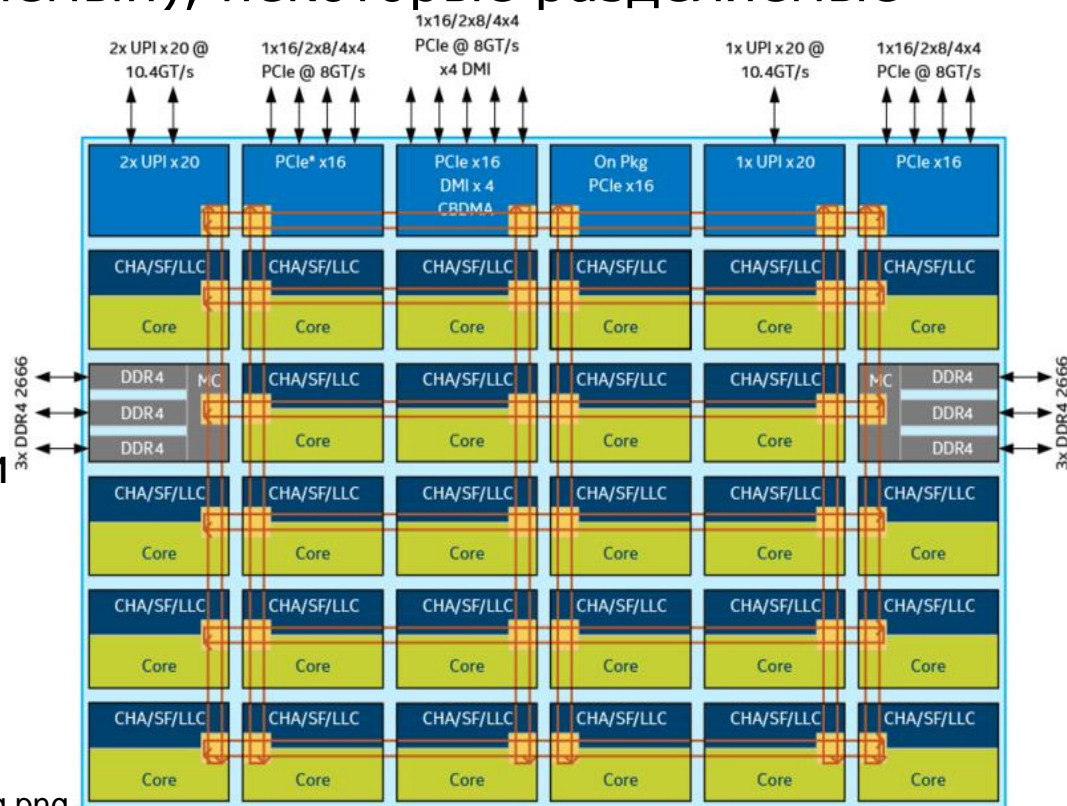 некоторые разделяемые
2x UPI x20 @
10.4GT/s
1x16/2x8/4x4
PCIe @ 8GT/s
1x16/2x8/4x4
PCIe @ 8GT/s
x4 DMI
1x UPI x20 @
10.4GT/s
1x16/2x8/4x4
PCIe @ 8GT/s
2x UPI x20
PCIe* x16
PCIe x16
DMI x 4
CBDMA
On Pkg
PCIe x16
1x UPI x20
PCIe x16
CHA/SF/LLC CHA/SF/LLC CHA/SF/LLC CHA/SF/LLC CHA/SF/LLC CHA/SF/LLC
Core Core Core Core Core Core
3x DDR4 2666
DDR4 MC
DDR4
DDR4
CHA/SF/LLC CHA/SF/LLC CHA/SF/LLC CHA/SF/LLC
Core Core Core Core
MC DDR4
DDR4
DDR4
3x DDR4 2666
и
CHA/SF/LLC CHA/SF/LLC CHA/SF/LLC CHA/SF/LLC CHA/SF/LLC CHA/SF/LLC
Core Core Core Core Core Core
CHA/SF/LLC CHA/SF/LLC CHA/SF/LLC CHA/SF/LLC CHA/SF/LLC CHA/SF/LLC
Core Core Core Core Core Core
CHA/SF/LLC CHA/SF/LLC CHA/SF/LLC CHA/SF/LLC CHA/SF/LLC CHA/SF/LLC
Core Core Core Core Core Core